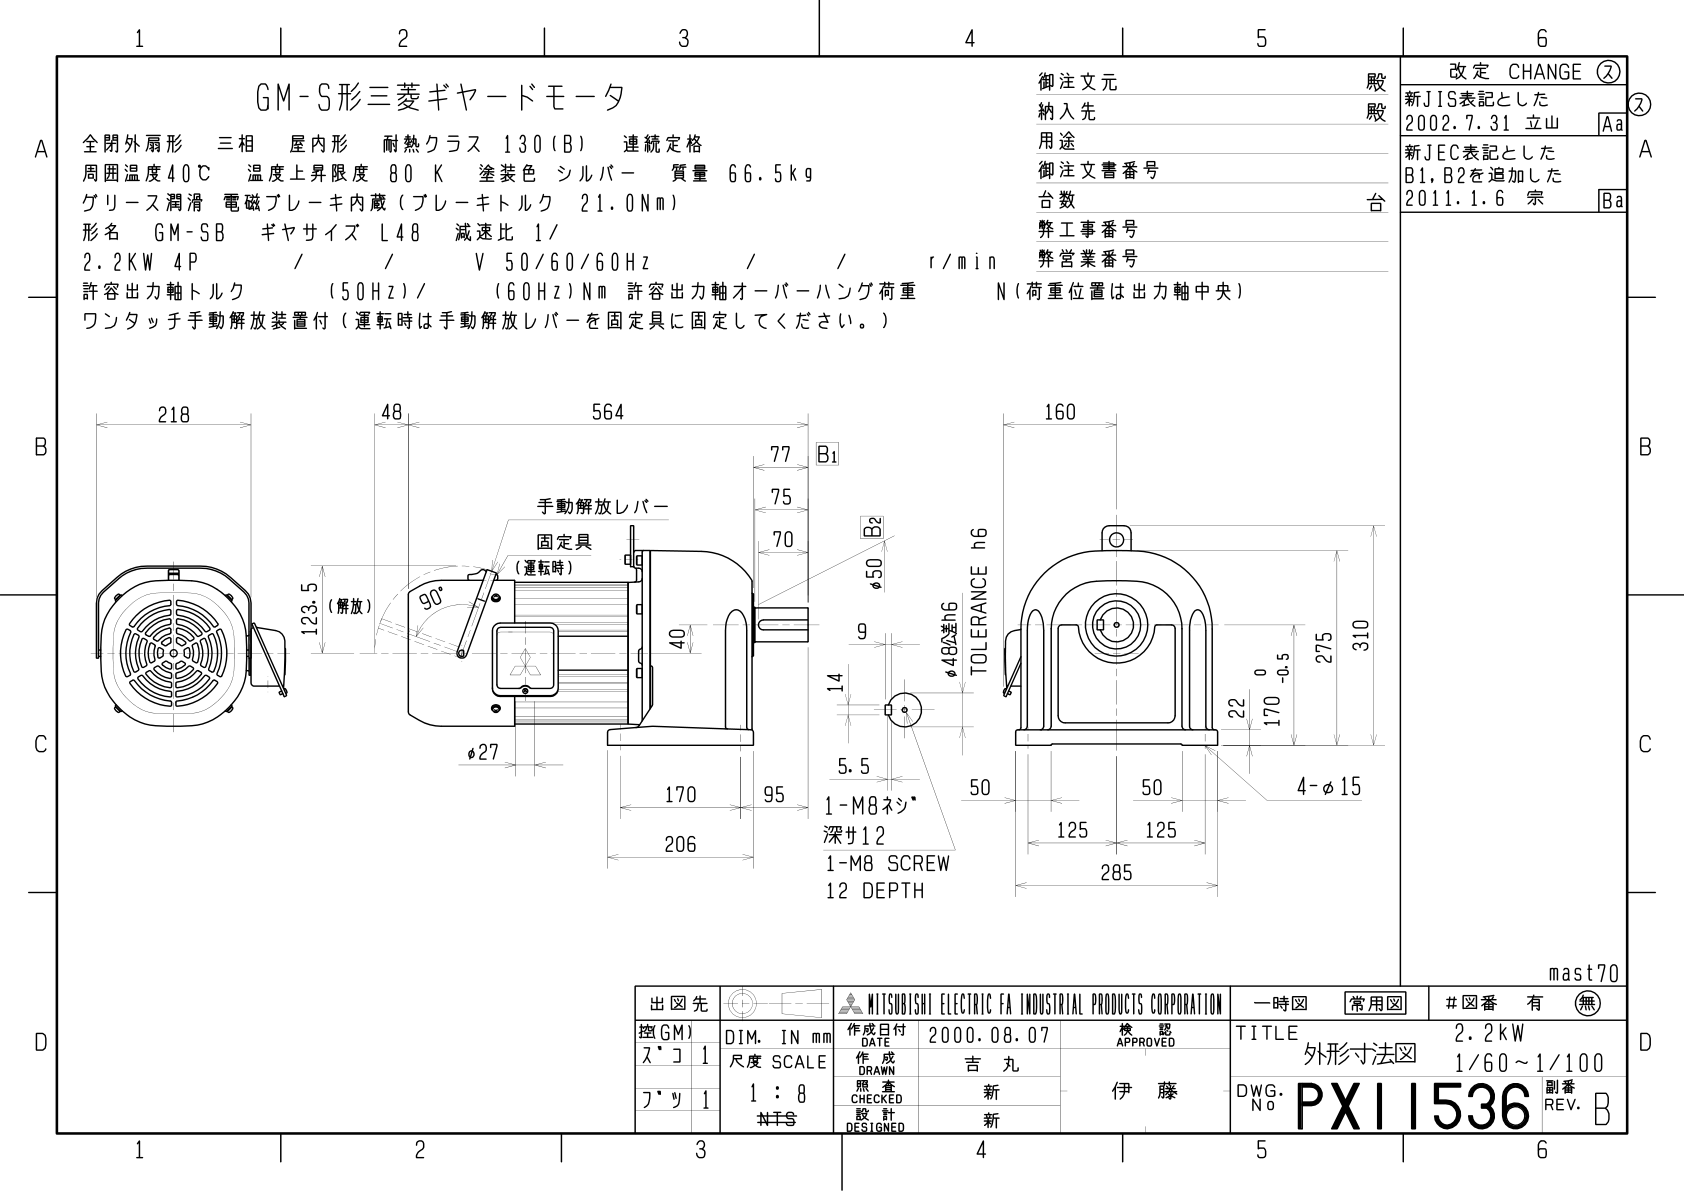 1 2 3 4 5 6
GM-S形三菱ギヤードモータ
全閉外扇形 三相 屋内形 耐熱クラス 130(B) 連続定格
周囲温度40℃ 温度上昇限度 80 K 塗装色 シルバー 質量 66.5kg
グリース潤滑 電磁ブレーキ内蔵(ブレーキトルク 21.0Nm)
形名 GM-SB ギヤサイズ L48 減速比 1/
2.2KW 4P / / V 50/60/60Hz / / r/min
許容出力軸トルク (50Hz)/ (60Hz)Nm 許容出力軸オーバーハング荷重 N(荷重位置は出力軸中央)
ワンタッチ手動解放装置付(運転時は手動解放レバーを固定具に固定してください。)
御注文元 殿
納入先 殿
用途
御注文書番号
台数 台
弊工事番号
弊営業番号
改定 CHANGE ス
新JIS表記とした
2002.7.31 立山 Aa
新JEC表記とした
B1,B2を追加した
2011.1.6 宗 Ba
ス
A A
B B
C C
D D
218
48
564
77 B1
75
70
手動解放レバー
固定具
(運転時)
90°
123.5
(解放)
40
φ27
170
95
206
B2
φ50
9
14
5.5
φ48公差h6
TOLERANCE h6
1-M8ネジ
深サ12
1-M8 SCREW
12 DEPTH
160
310
275
170 0 -0.5
22
50
50
4-φ15
125
125
285
mast70
出図先
控(GM)
ズコ 1
ブツ 1
DIM. IN mm
尺度 SCALE
1 : 8
NTS
MITSUBISHI ELECTRIC FA INDUSTRIAL PRODUCTS CORPORATION
作成日付 DATE 2000.08.07
作成 DRAWN 吉丸
照査 CHECKED 新
設計 DESIGNED 新
検認 APPROVED
伊藤
一時図 常用図 #図番 有 無
TITLE
外形寸法図
2.2kW
1/60~1/100
DWG. No PX11536
副番 REV. B
1 2 3 4 5 6